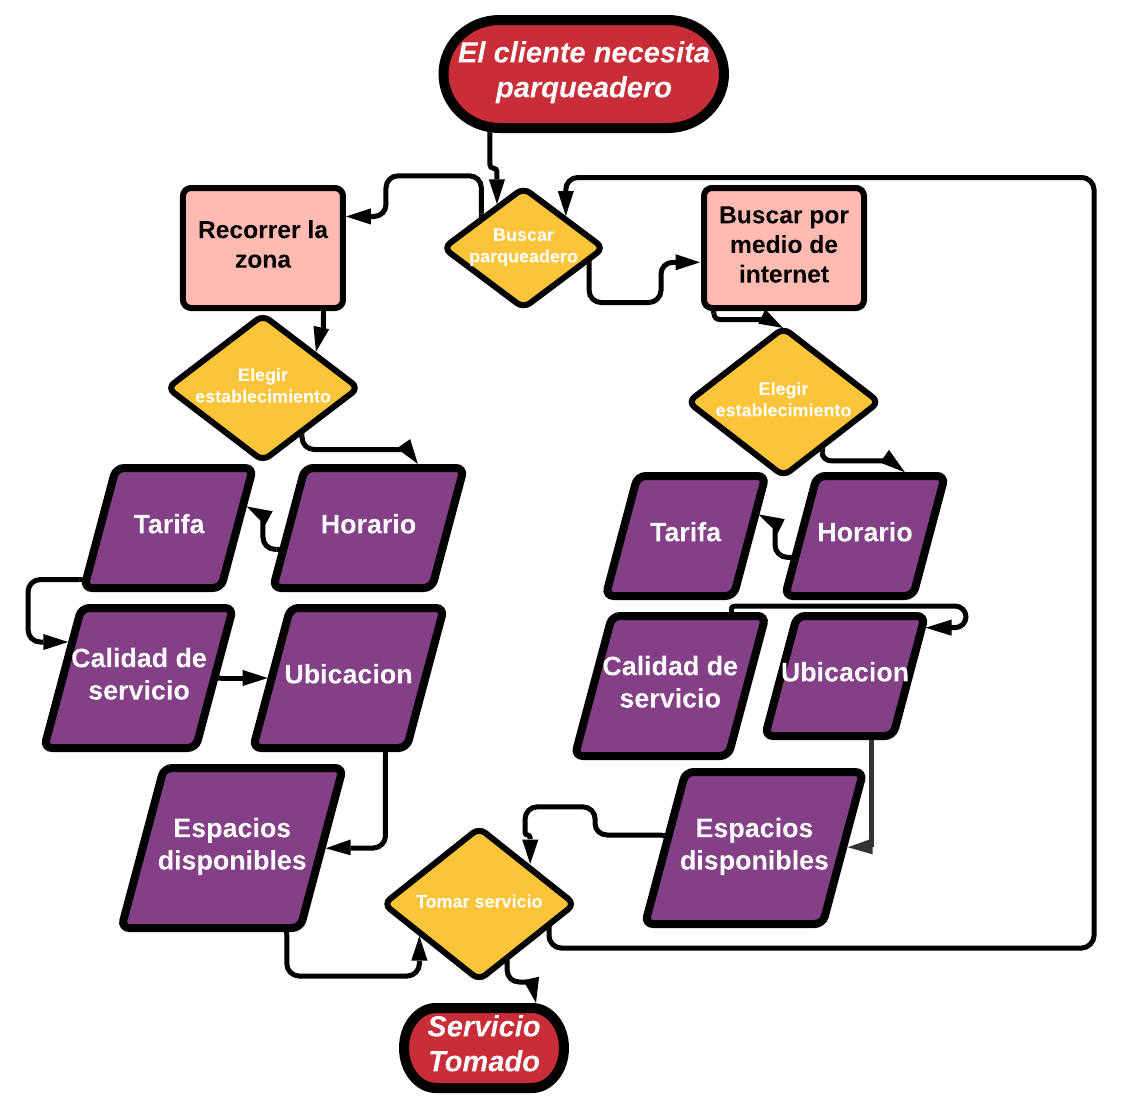 El cliente necesita
parqueadero
Recorrer la
zona
Buscar
parqueadero
Buscar por
medio de
internet
Elegir
establecimiento
Elegir
establecimiento
Tarifa
Horario
Tarifa
Horario
Calidad de
servicio
Ubicacion
Calidad de
servicio
Ubicacion
Espacios
disponibles
Espacios
disponibles
Tomar servicio
Servicio
Tomado